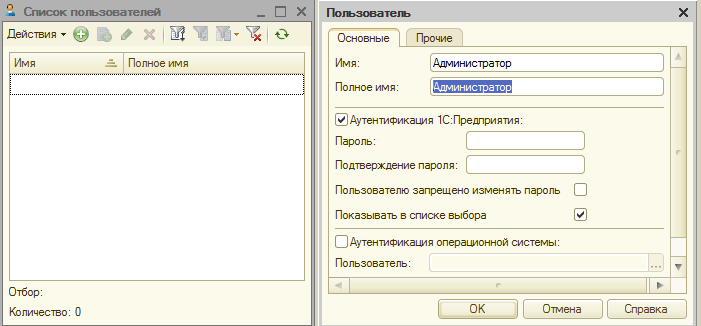 Список пользователей
Действия
Имя
Полное имя
Отбор:
Количество: 0
Пользователь
Основные
Прочие
Имя:
Администратор
Полное имя:
Администратор
Аутентификация 1С:Предприятия:
Пароль:
Подтверждение пароля:
Пользователю запрещено изменять пароль
Показывать в списке выбора
Аутентификация операционной системы:
Пользователь:
...
OK
Отмена
Справка